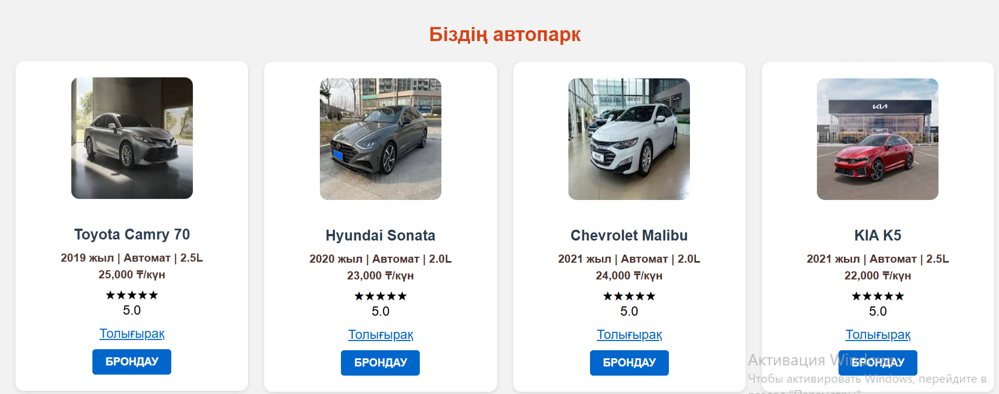 Біздің автопарк
Toyota Camry 70
2019 жыл | Автомат | 2.5L
25,000 ₸/күн
★★★★★
5.0
Толығырақ
БРОНДАУ
Hyundai Sonata
2020 жыл | Автомат | 2.0L
23,000 ₸/күн
★★★★★
5.0
Толығырақ
БРОНДАУ
Chevrolet Malibu
2021 жыл | Автомат | 2.0L
24,000 ₸/күн
★★★★★
5.0
Толығырақ
БРОНДАУ
KIA
KIA K5
2021 жыл | Автомат | 2.5L
22,000 ₸/күн
★★★★★
5.0
Толығырақ
БРОНДАУ
Активация Windows
Чтобы активировать Windows, перейдите в
раздел "Параметры".